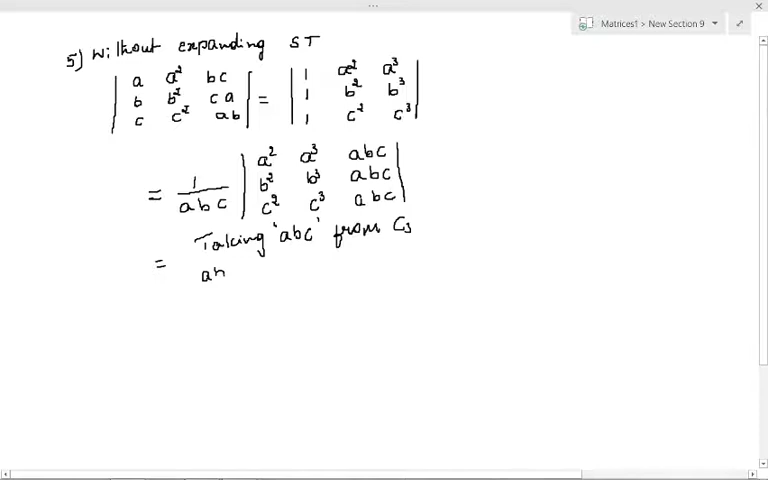 Matrices1 > New Section 9
5) Without expanding ST
| a a² bc | | 1 a² a³ |
| b b² ca | = | 1 b² b³ |
| c c² ab | | 1 c² c³ |
= 1/abc | a² a³ abc |
| b² b³ abc |
| c² c³ abc |
Taking 'abc' from C₃
=